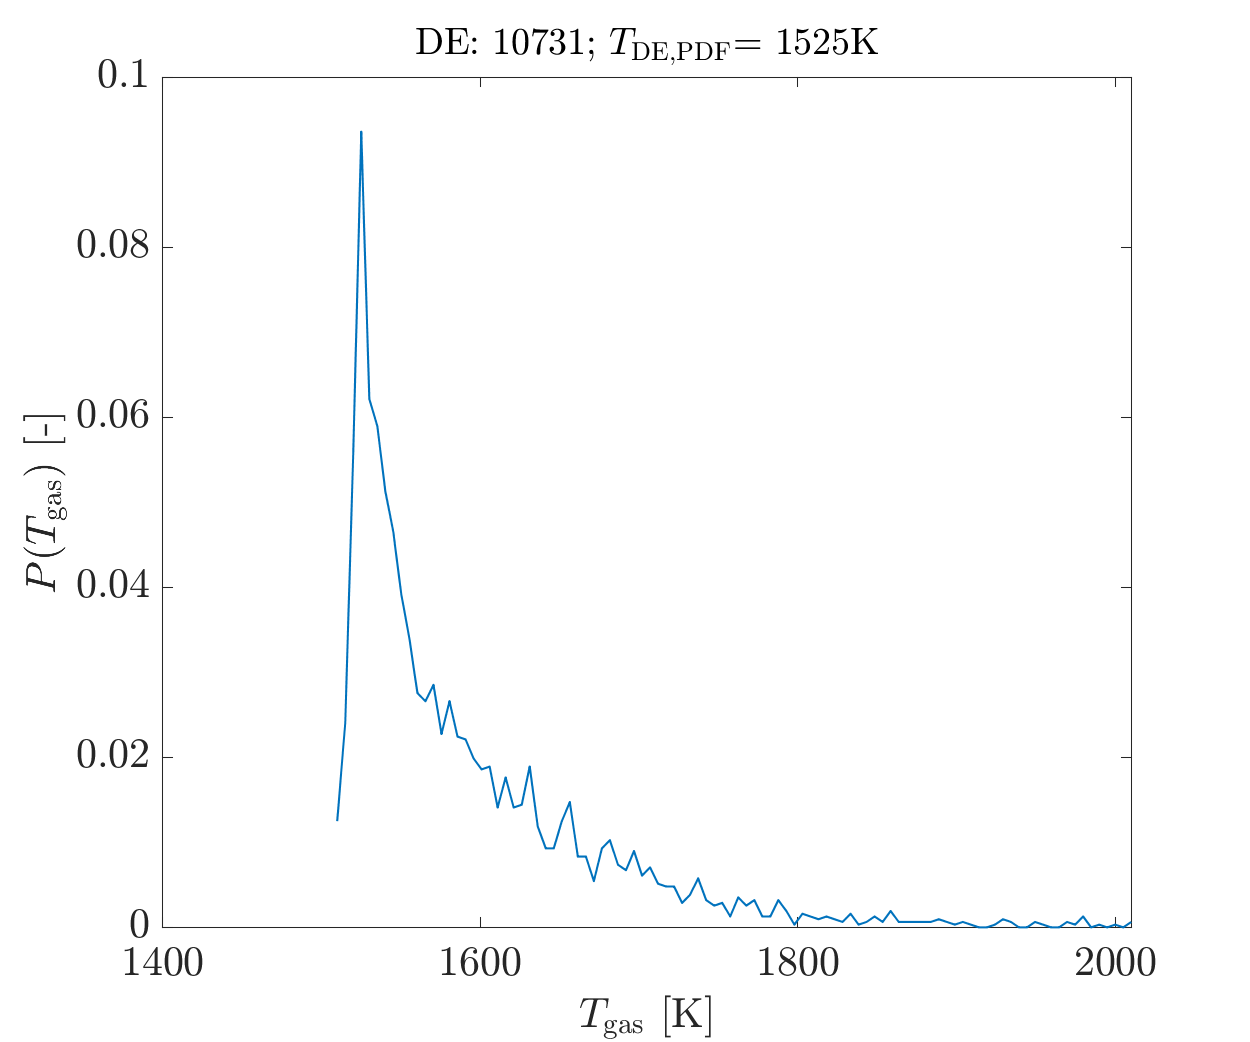 DE: 10731; T_DE,PDF= 1525K
0.1
0.08
0.06
0.04
0.02
0
P(T_gas) [-]
1400 1600 1800 2000
T_gas [K]